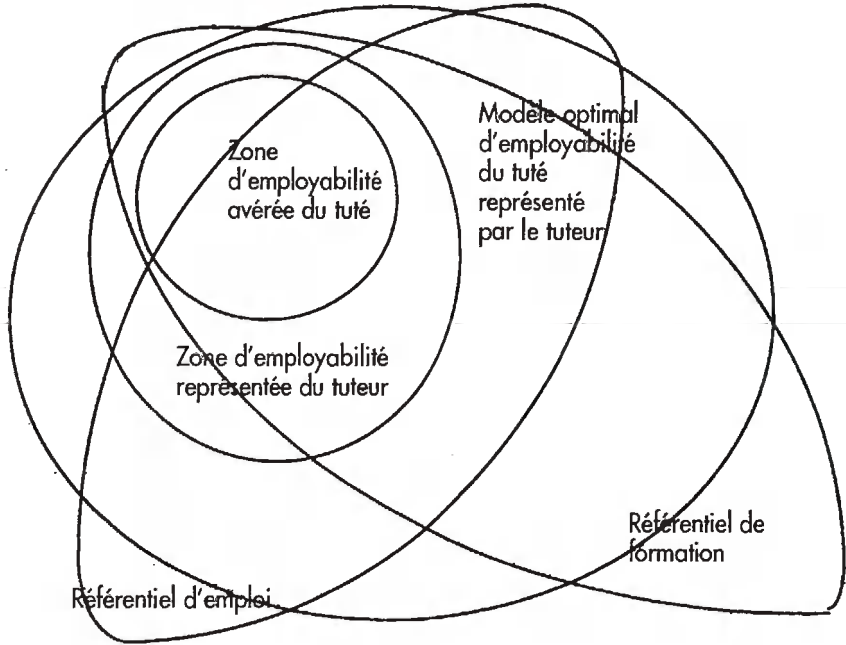 Zone
d'employabilité
avérée du tuté
Modèle optimal
d'employabilité
du tuté
représenté
par le tuteur
Zone d'employabilité
représentée du tuteur
Référentiel de
formation
Référentiel d'emploi